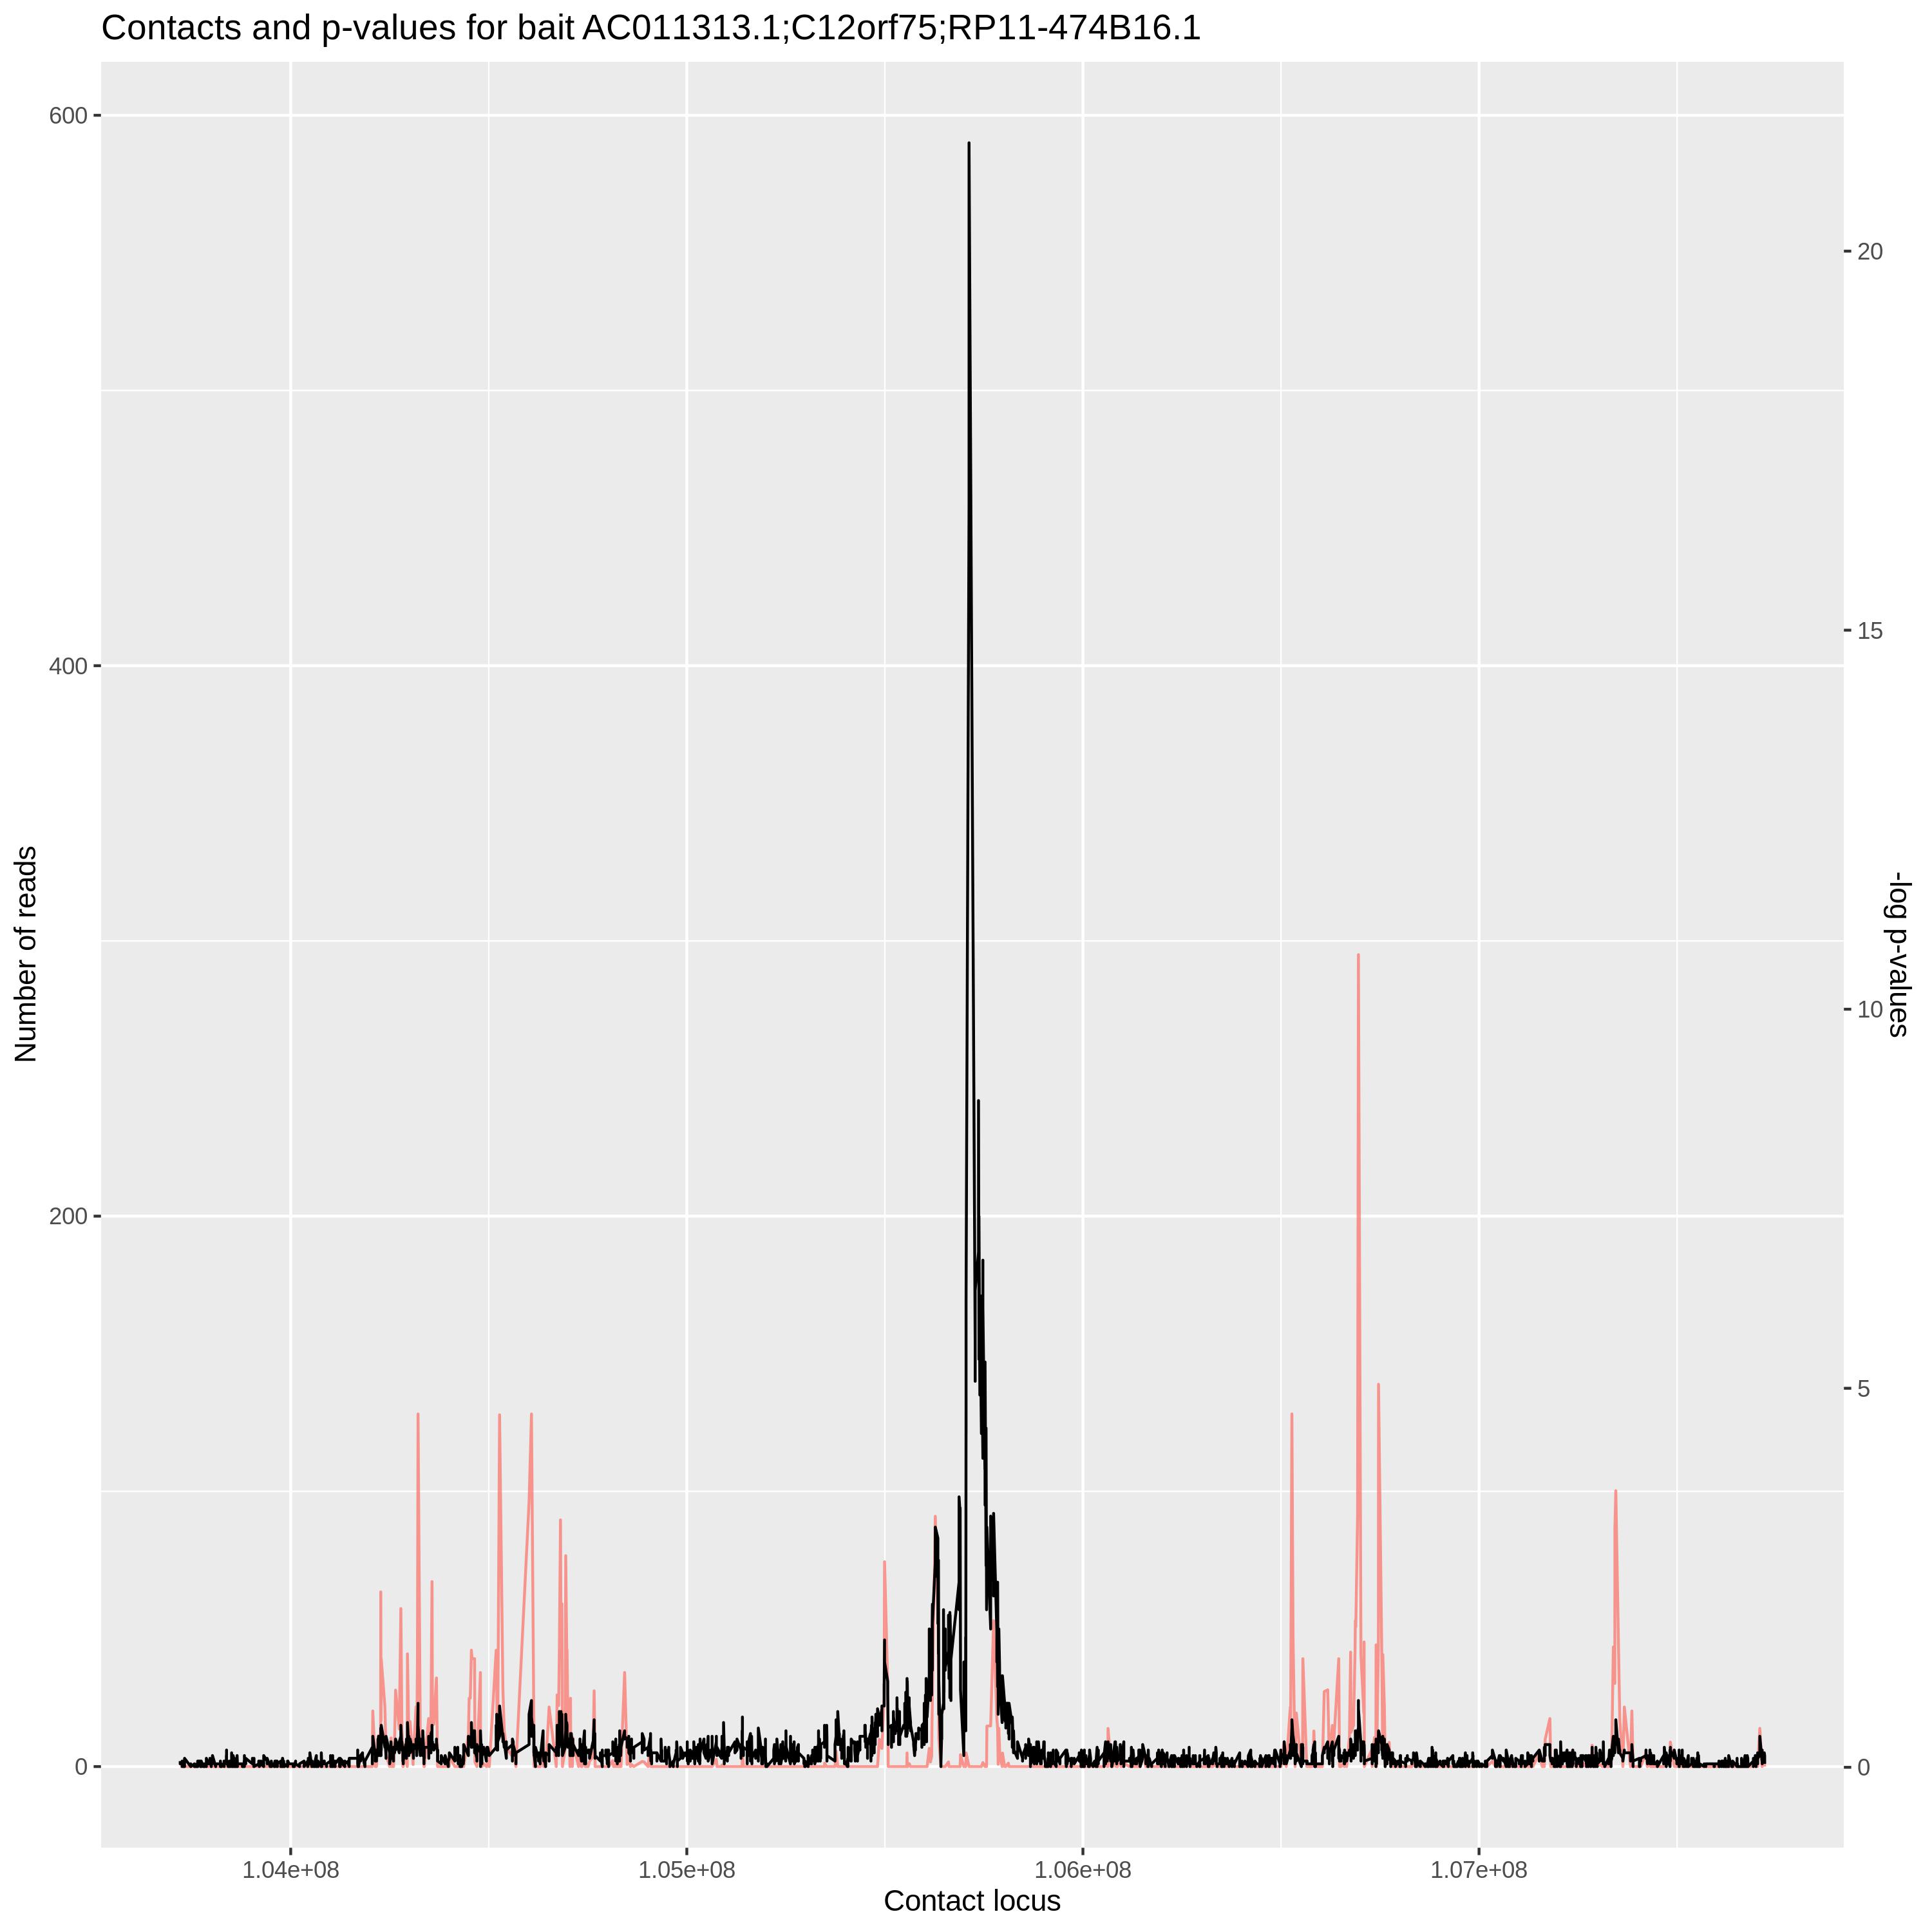 Contacts and p-values for bait AC011313.1;C12orf75;RP11-474B16.1
600
400
200
0
Number of reads
20
15
10
5
0
-log p-values
1.04e+08
1.05e+08
1.06e+08
1.07e+08
Contact locus